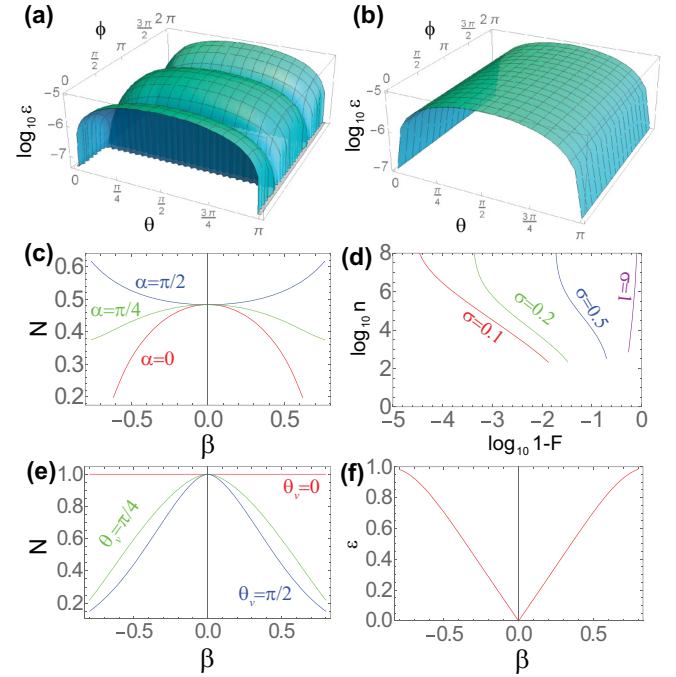 (a)
ϕ
0
π/2
π
3π/2
2π
-5
-6
-7
log₁₀ ε
0
π/4
π/2
3π/4
π
θ
(b)
ϕ
0
π/2
π
3π/2
2π
-5
-6
-7
log₁₀ ε
0
π/4
π/2
3π/4
π
θ
(c)
0.6
0.5
0.4
0.3
0.2
N
α=π/2
α=π/4
α=0
-0.5
0.0
0.5
β
(d)
8
6
4
2
0
log₁₀ n
σ=0.1
σ=0.2
σ=0.5
σ=1
-5
-4
-3
-2
-1
0
log₁₀ 1-F
(e)
1.0
0.8
0.6
0.4
0.2
N
θᵥ=0
θᵥ=π/4
θᵥ=π/2
-0.5
0.0
0.5
β
(f)
1.0
0.8
0.6
0.4
0.2
0.0
ε
-0.5
0.0
0.5
β